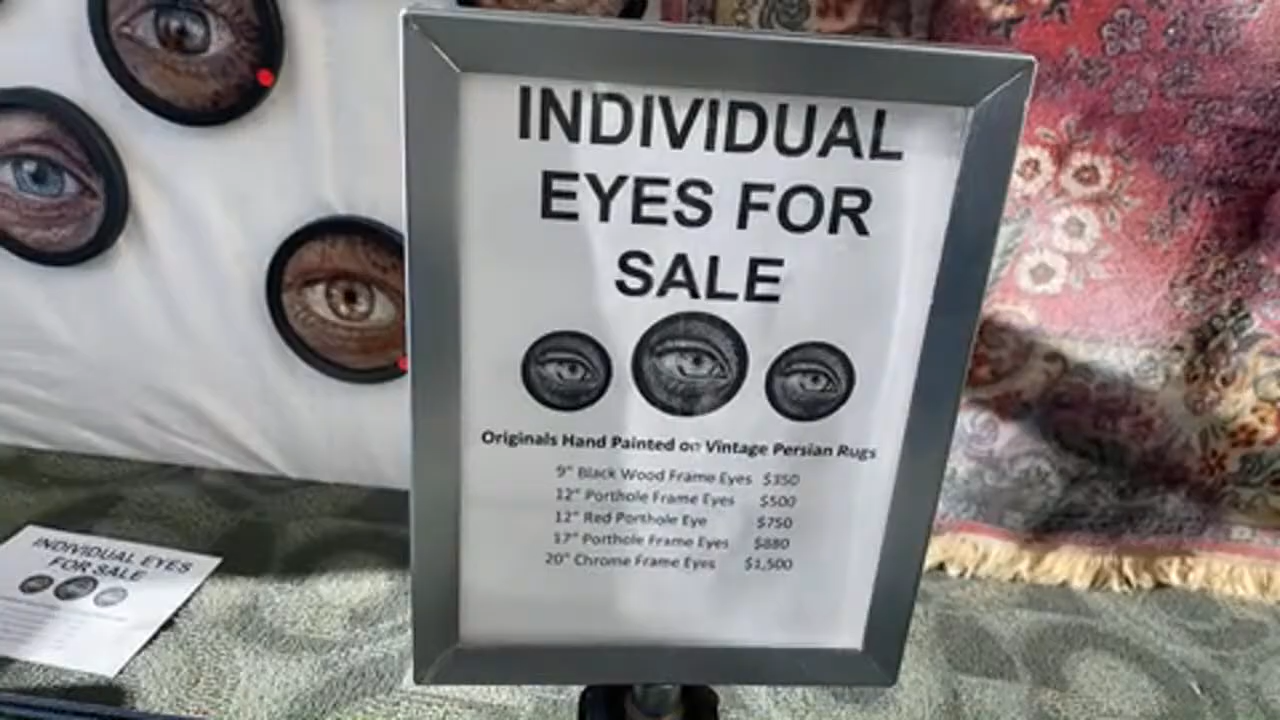 INDIVIDUAL
EYES FOR
SALE
Originals Hand Painted on Vintage Persian Rugs
9" Black Wood Frame Eyes $350
12" Porthole Frame Eyes $500
12" Red Porthole Eye $750
17" Porthole Frame Eyes $880
20" Chrome Frame Eyes $1,500
INDIVIDUAL EYES
FOR SALE